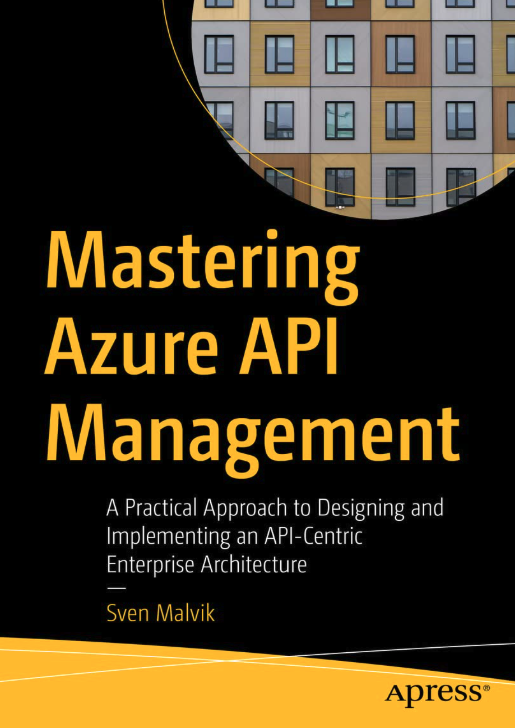 Mastering
Azure API
Management
A Practical Approach to Designing and
Implementing an API-Centric
Enterprise Architecture
—
Sven Malvik
Apress®